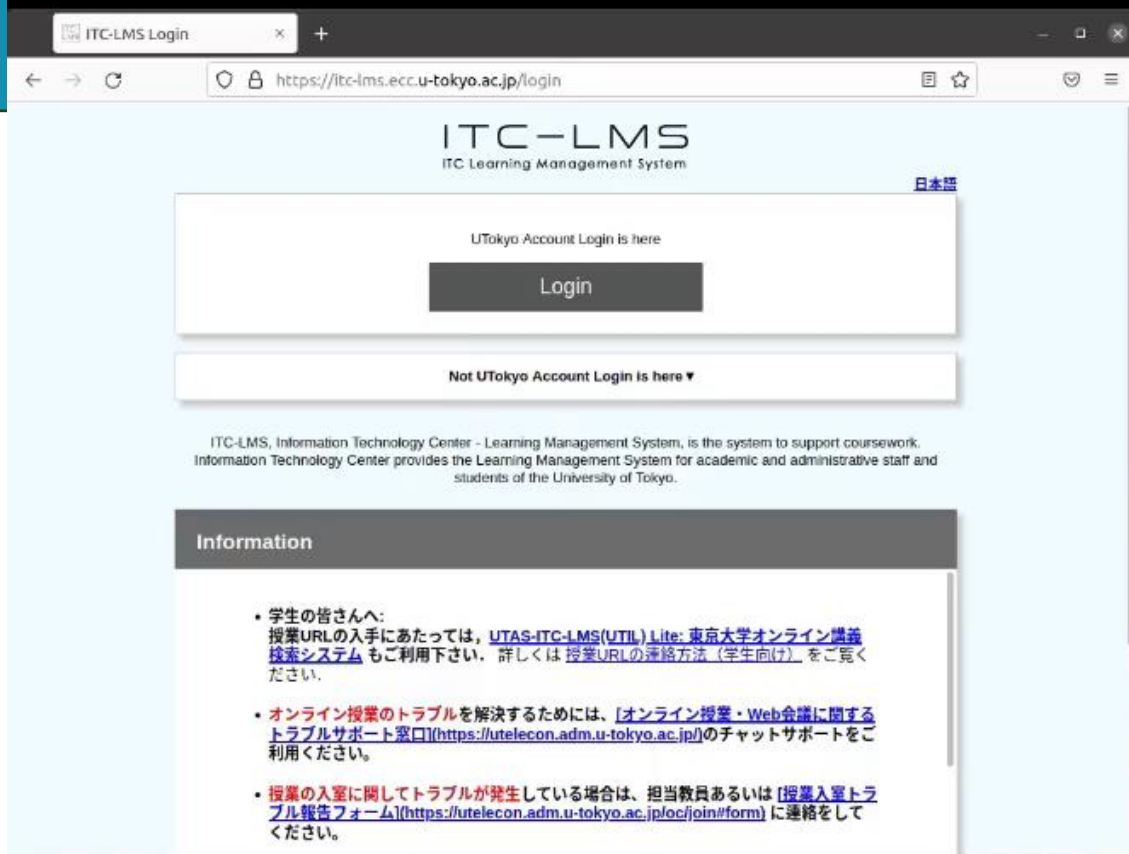 ITC-LMS Login
https://itc-lms.ecc.u-tokyo.ac.jp/login
ITC-LMS
ITC Learning Management System
日本語
UTokyo Account Login is here
Login
Not UTokyo Account Login is here▼
ITC-LMS, Information Technology Center - Learning Management System, is the system to support coursework.
Information Technology Center provides the Learning Management System for academic and administrative staff and
students of the University of Tokyo.
Information
• 学生の皆さんへ:
授業URLの入手にあたっては，UTAS-ITC-LMS(UTIL) Lite: 東京大学オンライン講義
検索システム もご利用下さい． 詳しくは 授業URLの連絡方法（学生向け） をご覧く
ださい．
• オンライン授業のトラブルを解決するためには、[オンライン授業・Web会議に関する
トラブルサポート窓口](https://utelecon.adm.u-tokyo.ac.jp/)のチャットサポートをご
利用ください。
• 授業の入室に関してトラブルが発生している場合は、担当教員あるいは [授業入室トラ
ブル報告フォーム](https://utelecon.adm.u-tokyo.ac.jp/oc/join#form) に連絡をして
ください。